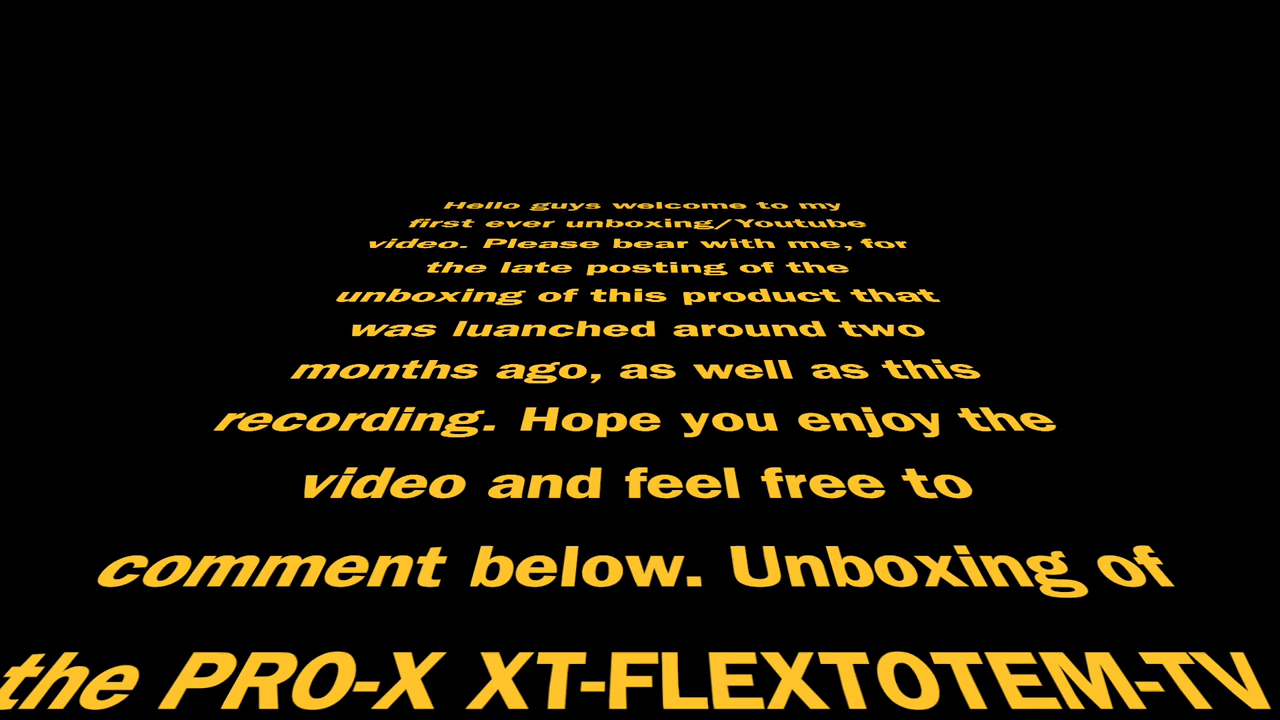 Hello guys welcome to my
first ever unboxing/Youtube
video. Please bear with me, for
the late posting of the
unboxing of this product that
was luanched around two
months ago, as well as this
recording. Hope you enjoy the
video and feel free to
comment below. Unboxing of
the PRO-X XT-FLEXTOTEM-TV